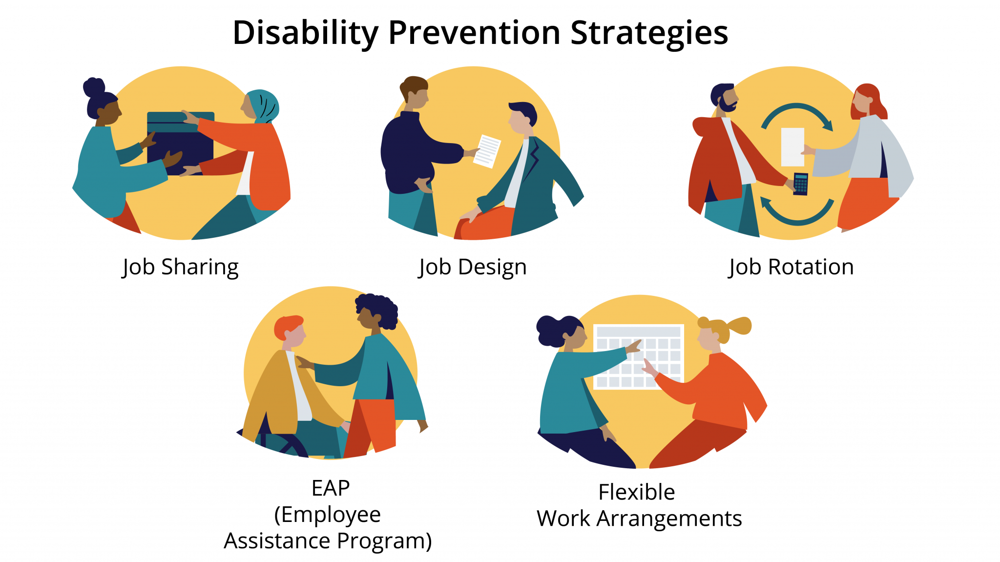 Disability Prevention Strategies
Job Sharing
Job Design
Job Rotation
EAP
(Employee
Assistance Program)
Flexible
Work Arrangements